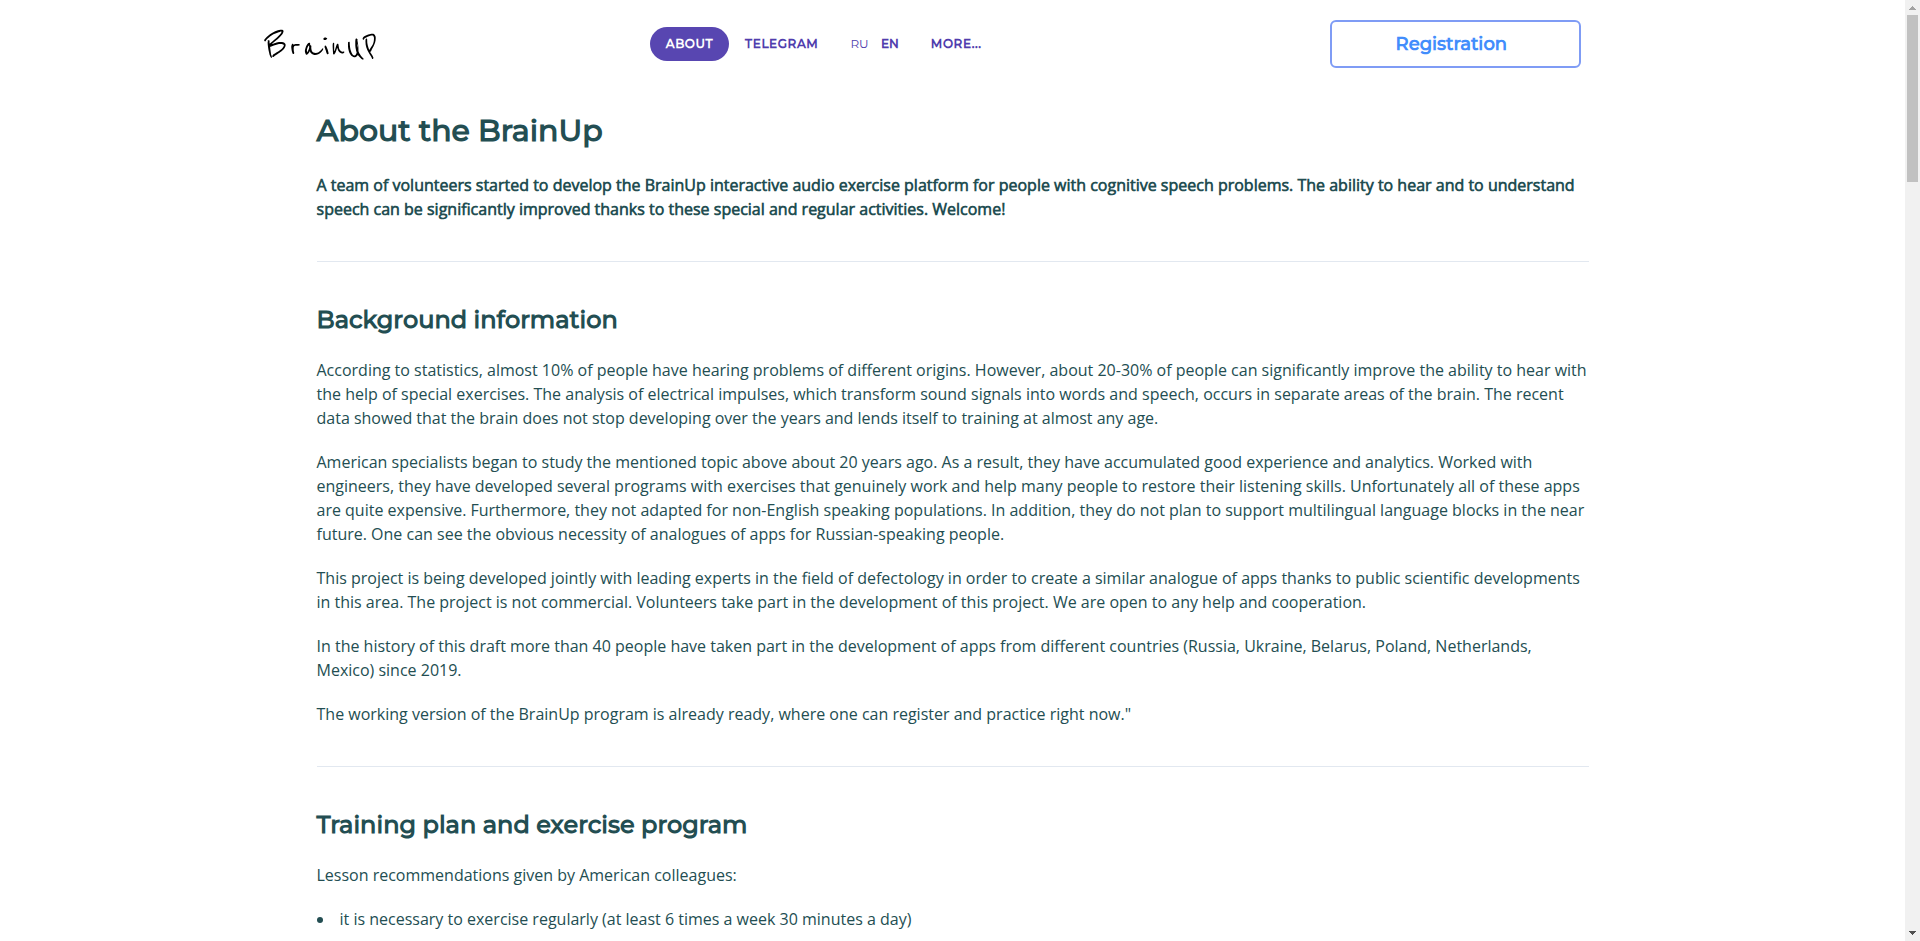 BrainUP
ABOUT
TELEGRAM
RU
EN
MORE...
Registration
About the BrainUp
A team of volunteers started to develop the BrainUp interactive audio exercise platform for people with cognitive speech problems. The ability to hear and to understand
speech can be significantly improved thanks to these special and regular activities. Welcome!
Background information
According to statistics, almost 10% of people have hearing problems of different origins. However, about 20-30% of people can significantly improve the ability to hear with
the help of special exercises. The analysis of electrical impulses, which transform sound signals into words and speech, occurs in separate areas of the brain. The recent
data showed that the brain does not stop developing over the years and lends itself to training at almost any age.
American specialists began to study the mentioned topic above about 20 years ago. As a result, they have accumulated good experience and analytics. Worked with
engineers, they have developed several programs with exercises that genuinely work and help many people to restore their listening skills. Unfortunately all of these apps
are quite expensive. Furthermore, they not adapted for non-English speaking populations. In addition, they do not plan to support multilingual language blocks in the near
future. One can see the obvious necessity of analogues of apps for Russian-speaking people.
This project is being developed jointly with leading experts in the field of defectology in order to create a similar analogue of apps thanks to public scientific developments
in this area. The project is not commercial. Volunteers take part in the development of this project. We are open to any help and cooperation.
In the history of this draft more than 40 people have taken part in the development of apps from different countries (Russia, Ukraine, Belarus, Poland, Netherlands,
Mexico) since 2019.
The working version of the BrainUp program is already ready, where one can register and practice right now."
Training plan and exercise program
Lesson recommendations given by American colleagues:
• it is necessary to exercise regularly (at least 6 times a week 30 minutes a day)